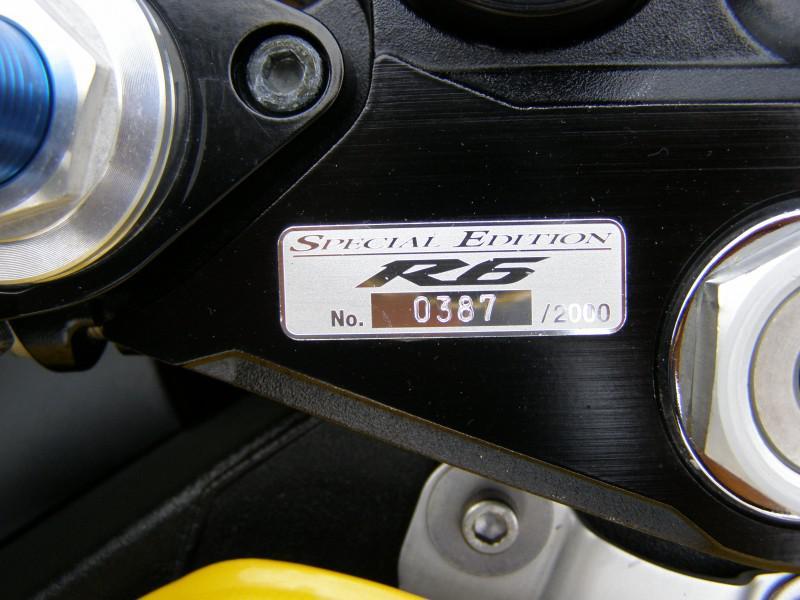 SPECIAL EDITION
R6
No. 0387 /2000